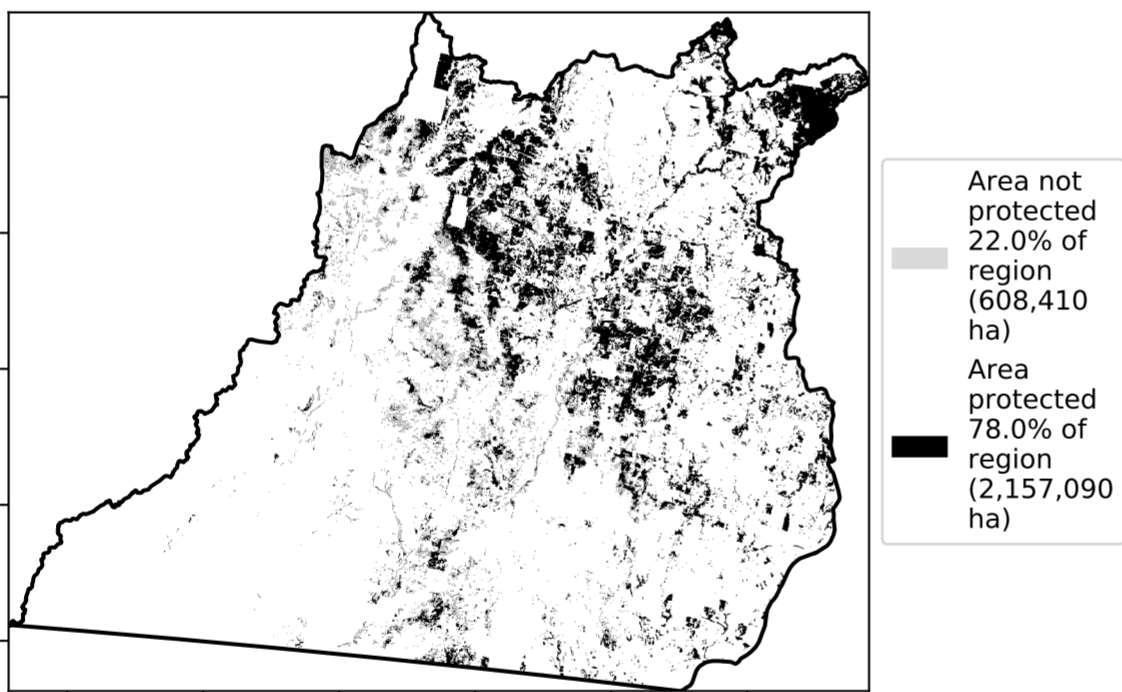 Area not
protected
22.0% of
region
(608,410
ha)
Area
protected
78.0% of
region
(2,157,090
ha)